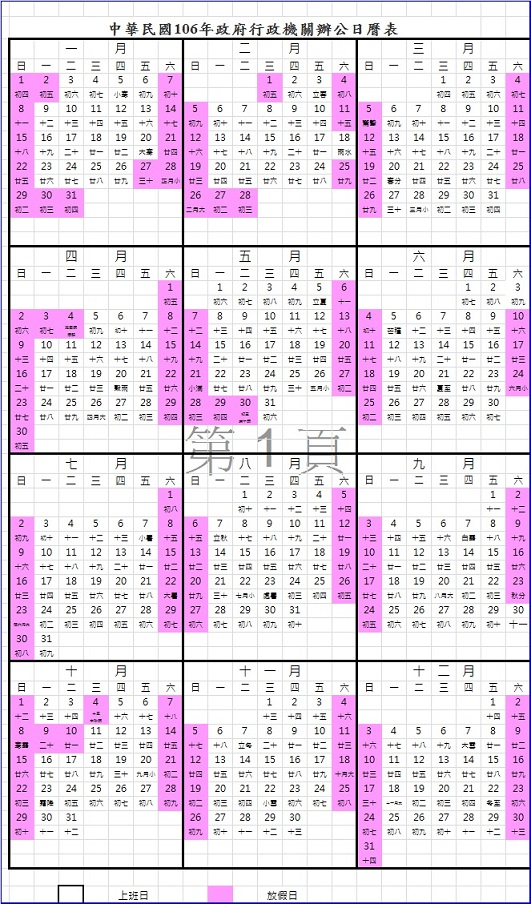 中華民國106年政府行政機關辦公日曆表
一 月
日 一 二 三 四 五 六
1 2 3 4 5 6 7
初四 初五 初六 初七 小寒 初九 初十
8 9 10 11 12 13 14
十一 十二 十三 十四 十五 十六 十七
15 16 17 18 19 20 21
十八 十九 二十 廿一 廿二 大寒 廿四
22 23 24 25 26 27 28
廿五 廿六 廿七 廿八 廿九 三十 正月小
29 30 31
初二 初三 初四
二 月
日 一 二 三 四 五 六
1 2 3 4
初五 初六 立春 初八
5 6 7 8 9 10 11
初九 初十 十一 十二 十三 十四 十五
12 13 14 15 16 17 18
十六 十七 十八 十九 二十 廿一 雨水
19 20 21 22 23 24 25
廿三 廿四 廿五 廿六 廿七 廿八 廿九
26 27 28
二月大 初二 初三
三 月
日 一 二 三 四 五 六
1 2 3 4
初四 初五 初六 初七
5 6 7 8 9 10 11
驚蟄 初九 初十 十一 十二 十三 十四
12 13 14 15 16 17 18
十五 十六 十七 十八 十九 二十 廿一
19 20 21 22 23 24 25
廿二 春分 廿四 廿五 廿六 廿七 廿八
26 27 28 29 30 31
廿九 三十 三月小 初二 初三 初四
四 月
日 一 二 三 四 五 六
1
初五
2 3 4 5 6 7 8
初六 初七 初九 初十 十一 十二
9 10 11 12 13 14 15
十三 十四 十五 十六 十七 十八 十九
16 17 18 19 20 21 22
二十 廿一 廿二 廿三 穀雨 廿五 廿六
23 24 25 26 27 28 29
廿七 廿八 廿九 四月大 初二 初三 初四
30
初五
五 月
日 一 二 三 四 五 六
1 2 3 4 5 6
初六 初七 初八 初九 立夏 十一
7 8 9 10 11 12 13
十二 十三 十四 十五 十六 十七 十八
14 15 16 17 18 19 20
十九 二十 廿一 廿二 廿三 廿四 廿五
21 22 23 24 25 26 27
小滿 廿七 廿八 廿九 三十 五月小 初二
28 29 30 31
初三 初四 初六
六 月
日 一 二 三 四 五 六
1 2 3
初七 初八 初九
4 5 6 7 8 9 10
初十 芒種 十二 十三 十四 十五 十六
11 12 13 14 15 16 17
十七 十八 十九 二十 廿一 廿二 廿三
18 19 20 21 22 23 24
廿四 廿五 廿六 夏至 廿八 廿九 六月小
25 26 27 28 29 30
初二 初三 初四 初五 初六 初七
第 1 頁
七 月
日 一 二 三 四 五 六
1
初八
2 3 4 5 6 7 8
初九 初十 十一 十二 十三 小暑 十五
9 10 11 12 13 14 15
十六 十七 十八 十九 二十 廿一 廿二
16 17 18 19 20 21 22
廿三 廿四 廿五 廿六 廿七 廿八 大暑
23 24 25 26 27 28 29
初二 初三 初四 初五 初六 初七
30 31
初八 初九
八 月
日 一 二 三 四 五 六
1 2 3 4 5
初十 十一 十二 十三 十四
6 7 8 9 10 11 12
十五 立秋 十七 十八 十九 二十 廿一
13 14 15 16 17 18 19
廿二 廿三 廿四 廿五 廿六 廿七 廿八
20 21 22 23 24 25 26
廿九 三十 七月小 處暑 初三 初四 初五
27 28 29 30 31
初六 初七 初八 初九 初十
九 月
日 一 二 三 四 五 六
1 2
十一 十二
3 4 5 6 7 8 9
十三 十四 十五 十六 白露 十八 十九
10 11 12 13 14 15 16
二十 廿一 廿二 廿三 廿四 廿五 廿六
17 18 19 20 21 22 23
廿七 廿八 廿九 八月大 初二 初三 秋分
24 25 26 27 28 29 30
初五 初六 初七 初八 初九 初十 十一
十 月
日 一 二 三 四 五 六
1 2 3 4 5 6 7
十二 十三 十四 十六 十七 十八
8 9 10 11 12 13 14
寒露 二十 廿一 廿二 廿三 廿四 廿五
15 16 17 18 19 20 21
廿六 廿七 廿八 廿九 三十 九月小 初二
22 23 24 25 26 27 28
初三 霜降 初五 初六 初七 初八 初九
29 30 31
初十 十一 十二
十一 月
日 一 二 三 四 五 六
1 2 3 4
十三 十四 十五 十六
5 6 7 8 9 10 11
十七 十八 立冬 二十 廿一 廿二 廿三
12 13 14 15 16 17 18
廿四 廿五 廿六 廿七 廿八 廿九 十月大
19 20 21 22 23 24 25
初二 初三 初四 小雪 初六 初七 初八
26 27 28 29 30
初九 初十 十一 十二 十三
十二 月
日 一 二 三 四 五 六
1 2
十四 十五
3 4 5 6 7 8 9
十六 十七 十八 十九 大雪 廿一 廿二
10 11 12 13 14 15 16
廿三 廿四 廿五 廿六 廿七 廿八 廿九
17 18 19 20 21 22 23
三十 初二 初三 初四 冬至 初六
24 25 26 27 28 29 30
初七 初八 初九 初十 十一 十二 十三
31
十四
上班日 放假日